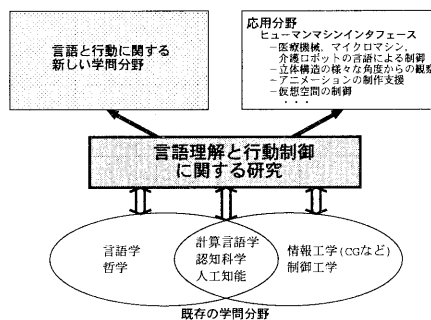 言語と行動に関する
新しい学問分野
応用分野
ヒューマンマシンインタフェース
－医療機械，マイクロマシン，
介護ロボットの言語による制御
－立体構造の様々な角度からの観察
－アニメーションの制作支援
－仮想空間の制御
・・・
言語理解と行動制御
に関する研究
言語学
哲学
計算言語学
認知科学
人工知能
情報工学(CGなど)
制御工学
既存の学問分野